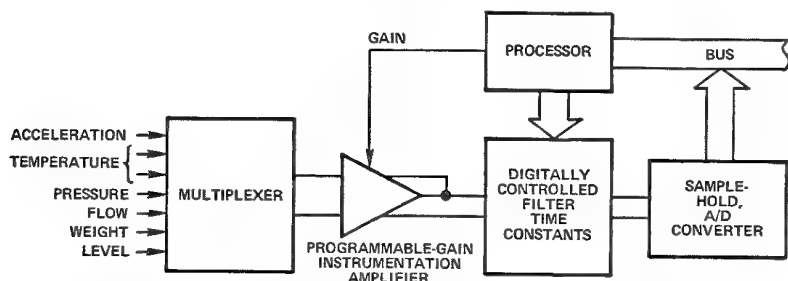 GAIN
PROCESSOR
BUS
ACCELERATION
TEMPERATURE
PRESSURE
FLOW
WEIGHT
LEVEL
MULTIPLEXER
PROGRAMMABLE-GAIN
INSTRUMENTATION
AMPLIFIER
DIGITALLY
CONTROLLED
FILTER
TIME
CONSTANTS
SAMPLE-
HOLD,
A/D
CONVERTER